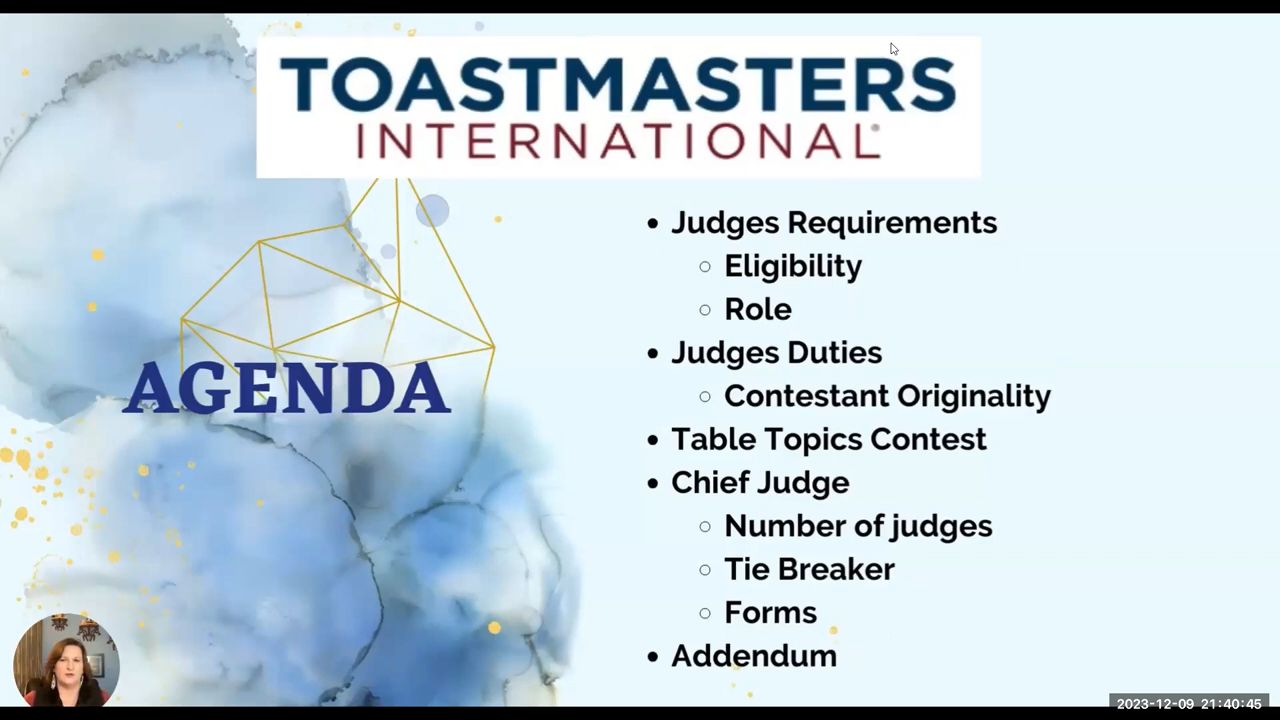 TOASTMASTERS
INTERNATIONAL®
AGENDA
• Judges Requirements
○ Eligibility
○ Role
• Judges Duties
○ Contestant Originality
• Table Topics Contest
• Chief Judge
○ Number of judges
○ Tie Breaker
○ Forms
• Addendum
2023-12-09 21:40:45